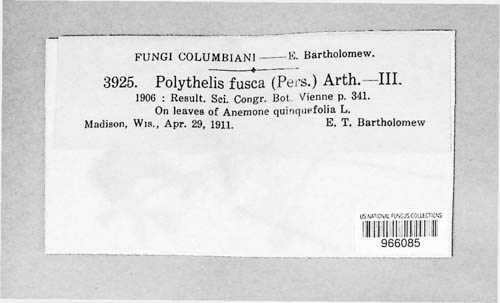 FUNGI COLUMBIANI — E. Bartholomew.
3925. Polythelis fusca (Pers.) Arth.—III.
1906 : Result. Sci. Congr. Bot. Vienne p. 341.
On leaves of Anemone quinquefolia L.
Madison, Wis., Apr. 29, 1911. E. T. Bartholomew
US NATIONAL FUNGUS COLLECTIONS
966085